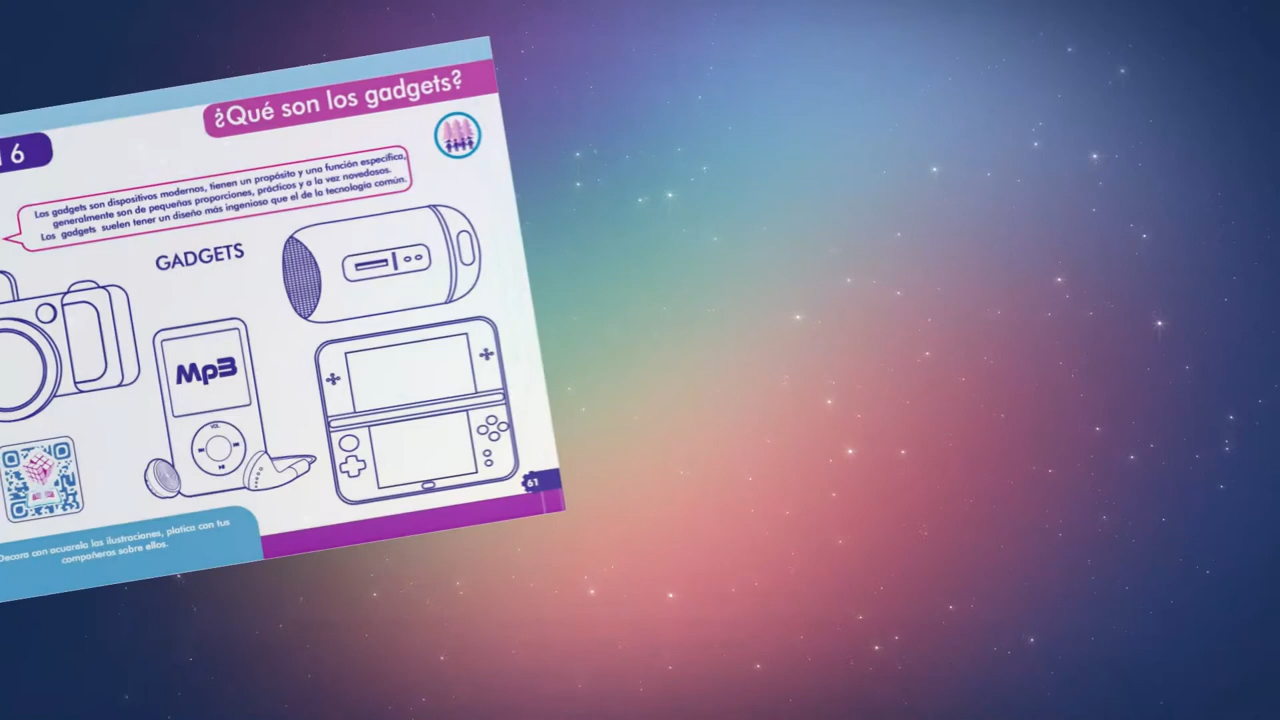 ¿Qué son los gadgets?
6
Los gadgets son dispositivos modernos, tienen un propósito y una función específica,
generalmente son de pequeñas proporciones, prácticos y a la vez novedosos.
Los gadgets suelen tener un diseño más ingenioso que el de la tecnología común.
GADGETS
Mp3
VOL
61
Decora con acuarela las ilustraciones, platica con tus
compañeros sobre ellos.